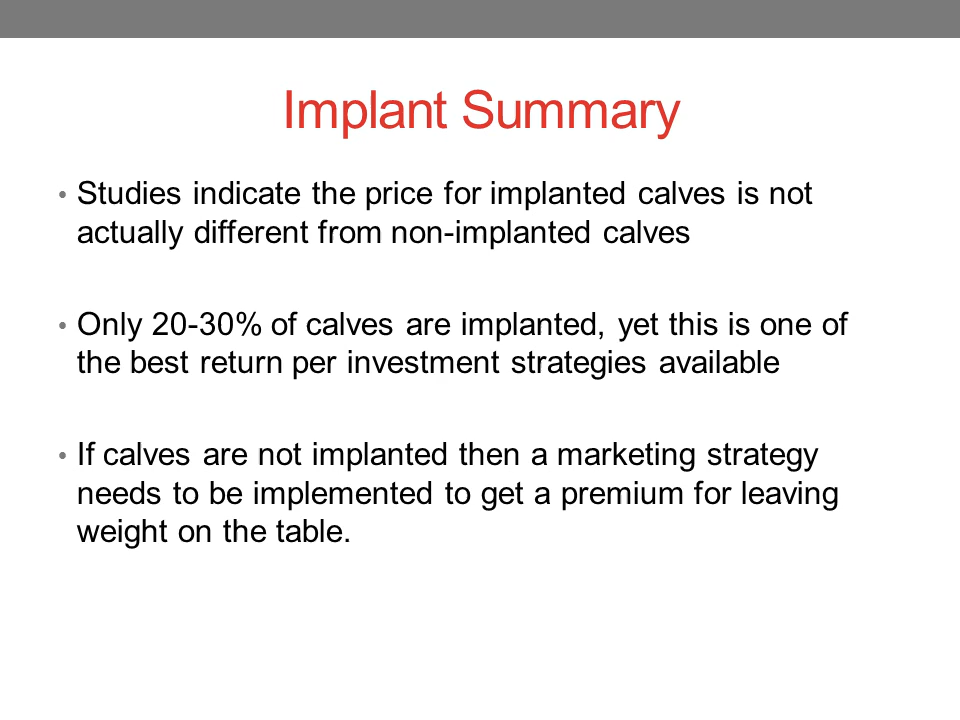 Implant Summary
• Studies indicate the price for implanted calves is not
actually different from non-implanted calves
• Only 20-30% of calves are implanted, yet this is one of
the best return per investment strategies available
• If calves are not implanted then a marketing strategy
needs to be implemented to get a premium for leaving
weight on the table.